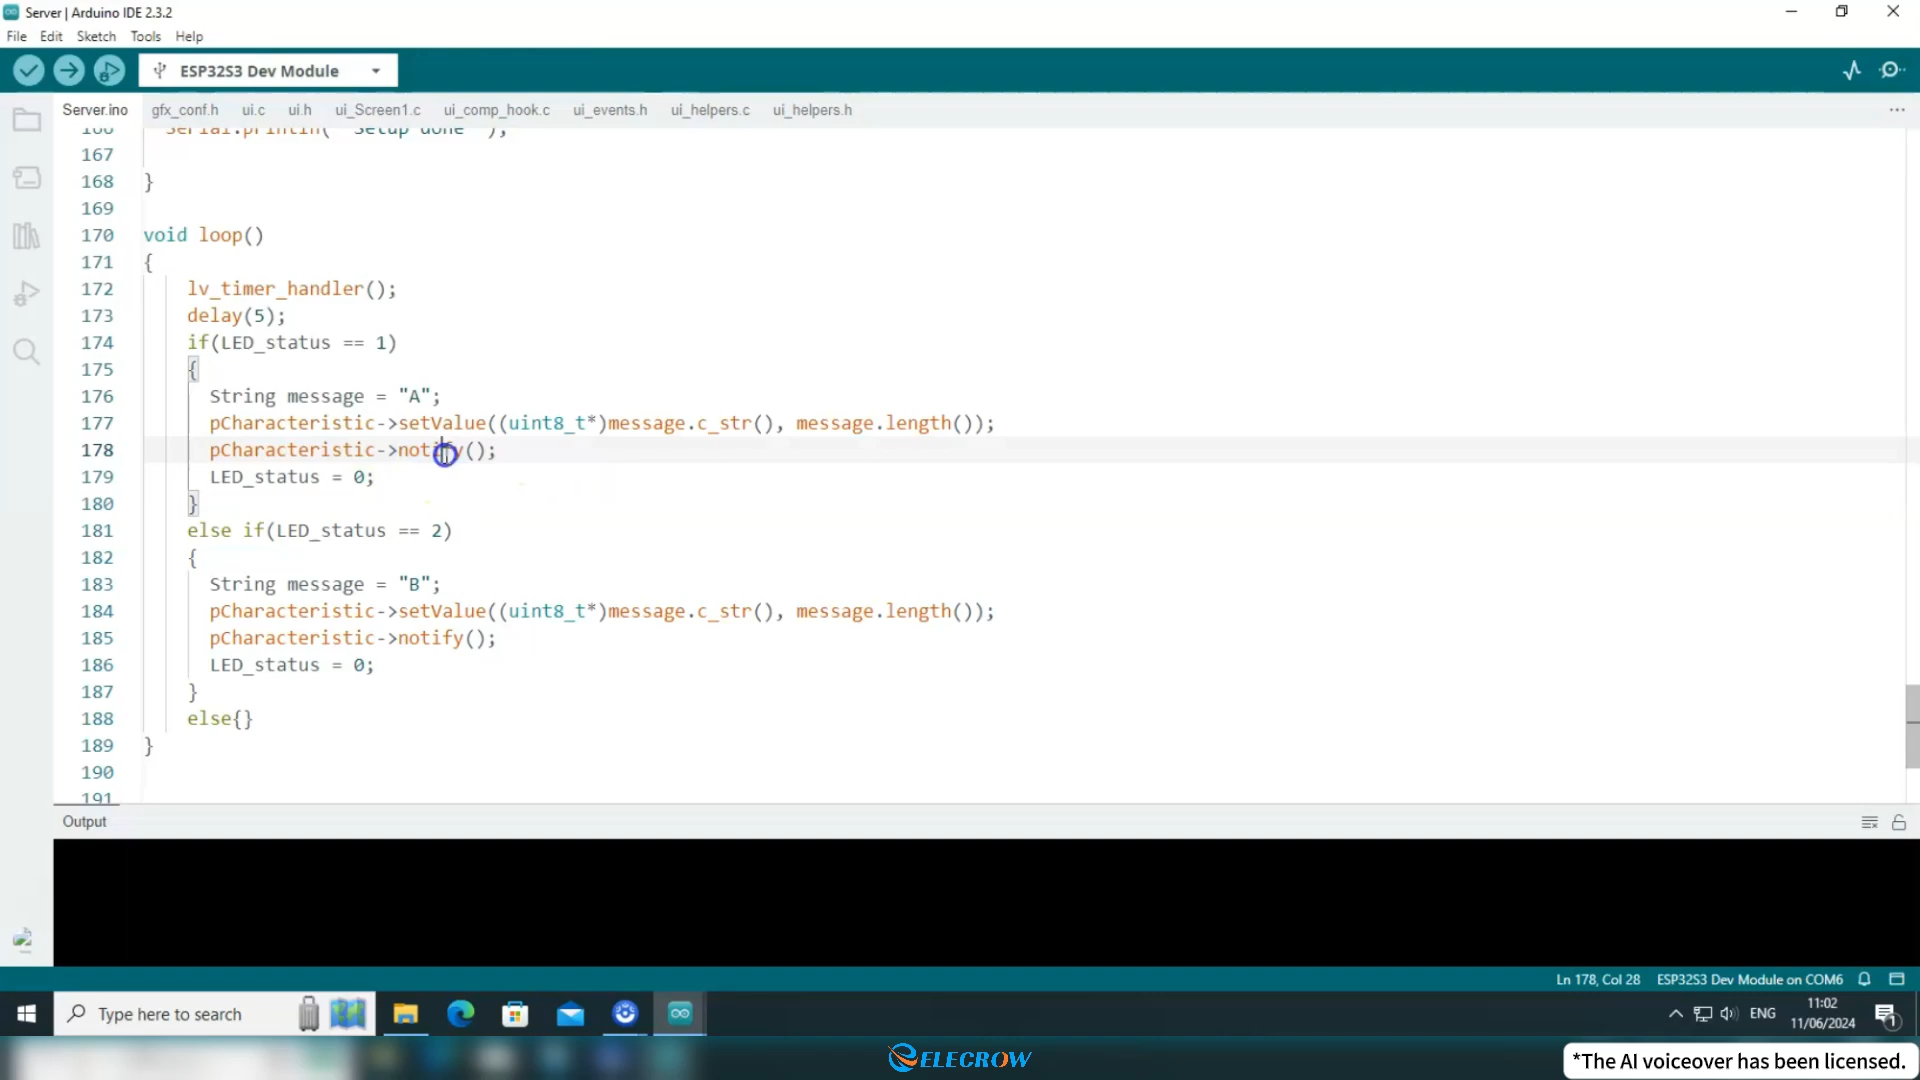 Server | Arduino IDE 2.3.2
File Edit Sketch Tools Help
ESP32S3 Dev Module
Server.ino gfx_conf.h ui.c ui.h ui_Screen1.c ui_comp_hook.c ui_events.h ui_helpers.c ui_helpers.h
166 Serial.println( "Setup done" );
167
168 }
169
170 void loop()
171 {
172 lv_timer_handler();
173 delay(5);
174 if(LED_status == 1)
175 {
176 String message = "A";
177 pCharacteristic->setValue((uint8_t*)message.c_str(), message.length());
178 pCharacteristic->notify();
179 LED_status = 0;
180 }
181 else if(LED_status == 2)
182 {
183 String message = "B";
184 pCharacteristic->setValue((uint8_t*)message.c_str(), message.length());
185 pCharacteristic->notify();
186 LED_status = 0;
187 }
188 else{}
189 }
190
191
Output
Ln 178, Col 28 ESP32S3 Dev Module on COM6
Type here to search
ENG
11:02
11/06/2024
1
ELECROW
*The AI voiceover has been licensed.